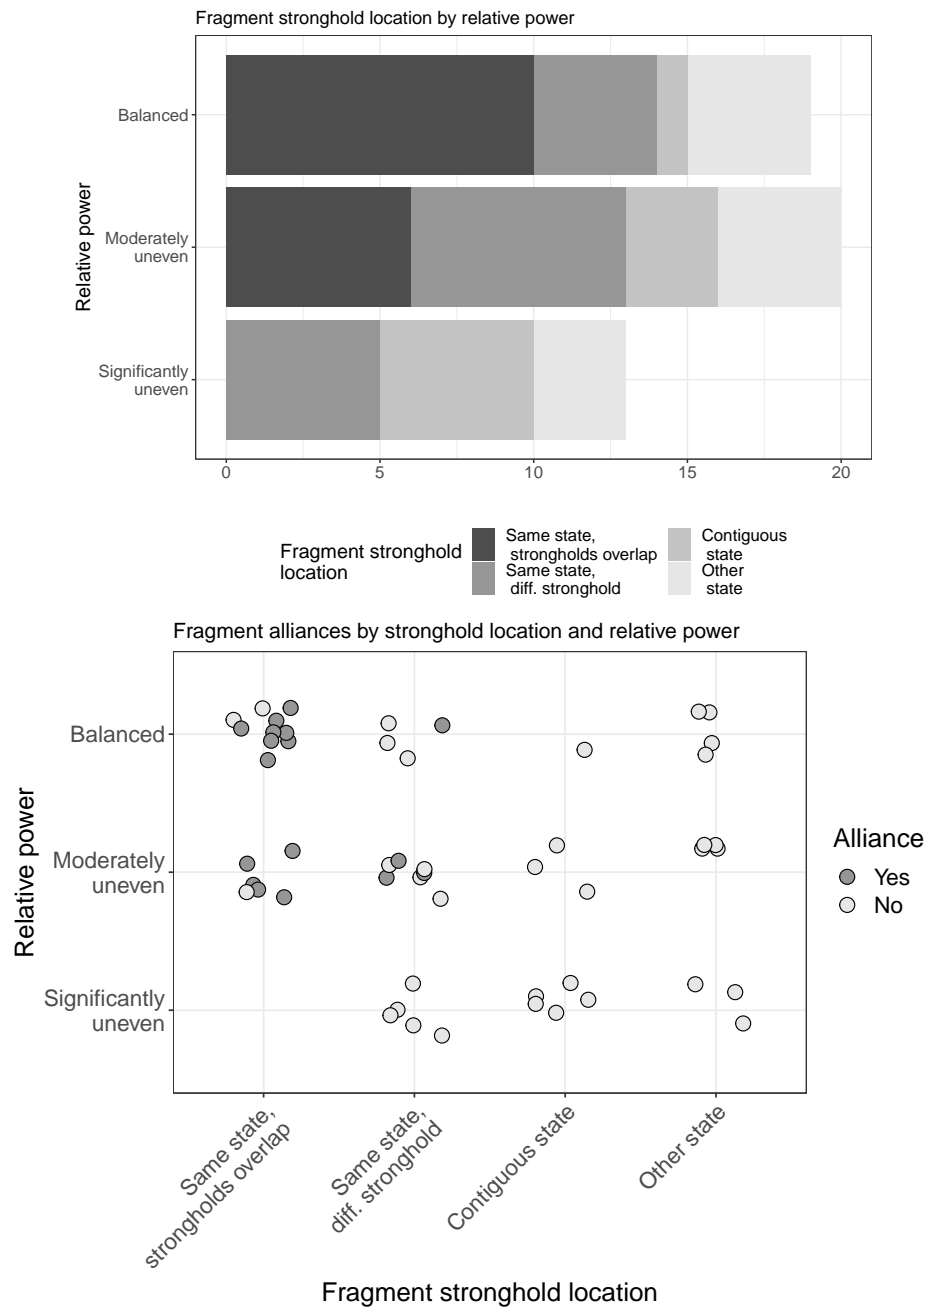 Fragment stronghold location by relative power
Relative power
Balanced
Moderately
uneven
Significantly
uneven
0 5 10 15 20
Fragment stronghold
location
Same state,
strongholds overlap
Same state,
diff. stronghold
Contiguous
state
Other
state
Fragment alliances by stronghold location and relative power
Relative power
Balanced
Moderately
uneven
Significantly
uneven
Alliance
Yes
No
Same state,
strongholds overlap
Same state,
diff. stronghold
Contiguous state
Other state
Fragment stronghold location